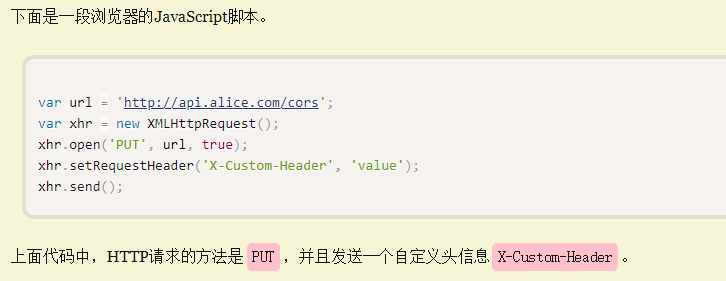 下面是一段浏览器的JavaScript脚本。
var url = 'http://api.alice.com/cors';
var xhr = new XMLHttpRequest();
xhr.open('PUT', url, true);
xhr.setRequestHeader('X-Custom-Header', 'value');
xhr.send();
上面代码中，HTTP请求的方法是 PUT ，并且发送一个自定义头信息 X-Custom-Header 。